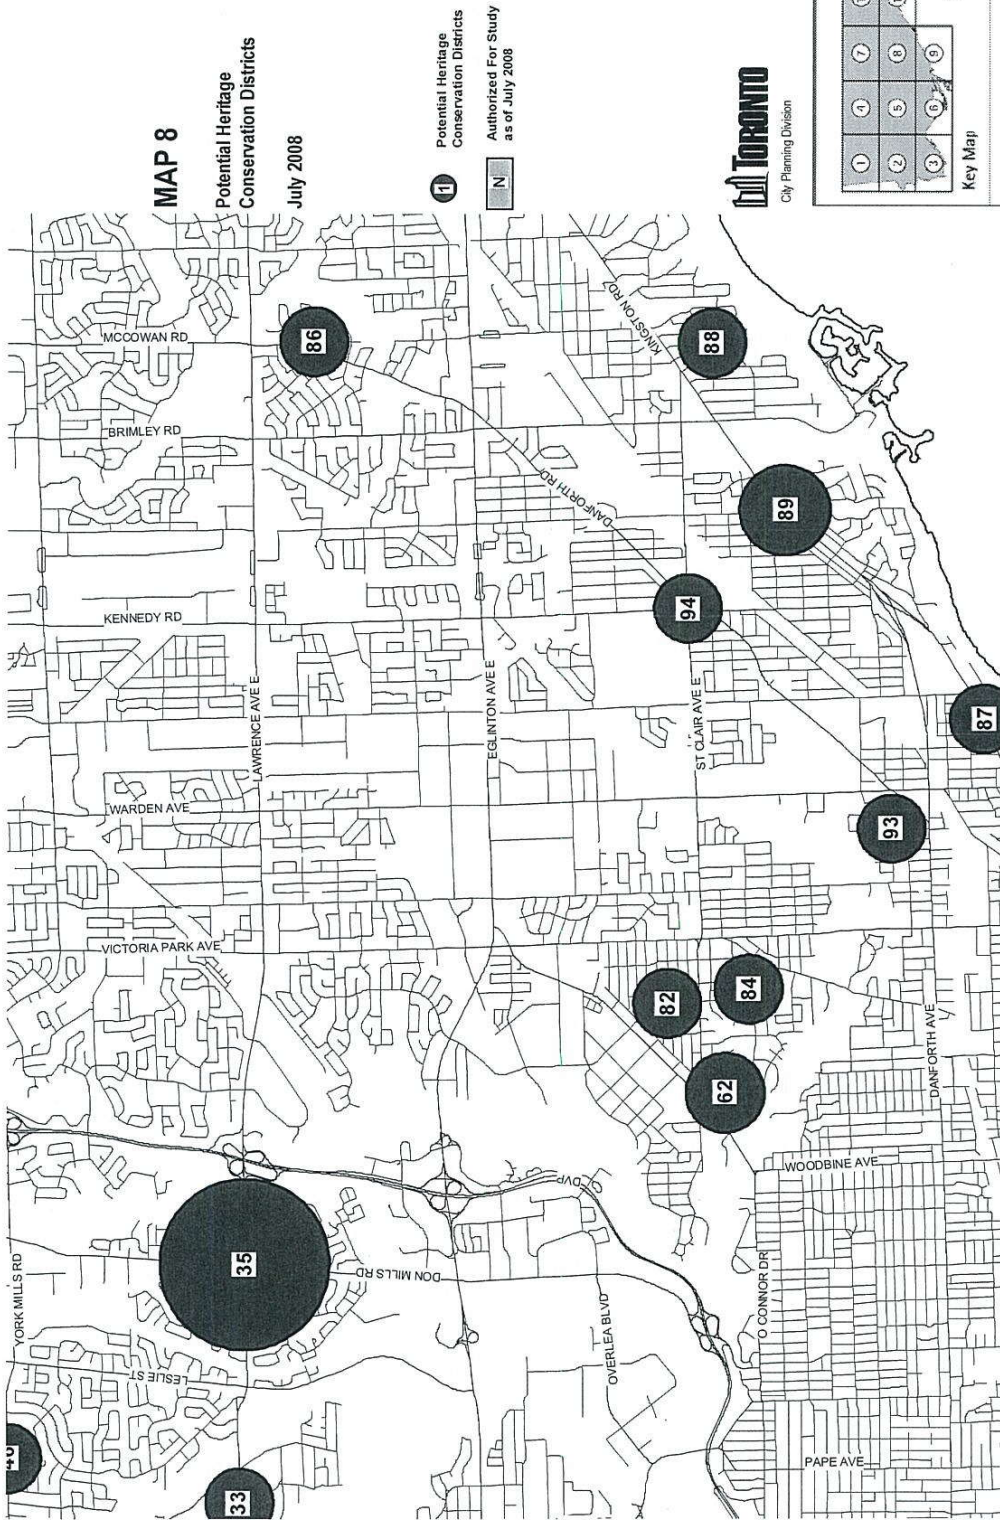 MAP 8
Potential Heritage
Conservation Districts
July 2008
1
Potential Heritage
Conservation Districts
N
Authorized For Study
as of July 2008
TORONTO
City Planning Division
1
4
7
2
5
8
3
6
9
Key Map
YORK MILLS RD
LESLIE ST
DON MILLS RD
DVP
OVERLEA BLVD
O CONNOR DR
PAPE AVE
WOODBINE AVE
DANFORTH AVE
VICTORIA PARK AVE
WARDEN AVE
LAWRENCE AVE E
EGLINTON AVE E
ST CLAIR AVE E
KENNEDY RD
BRIMLEY RD
MCCOWAN RD
DANFORTH RD
KINGSTON RD
33
35
62
82
84
93
87
94
89
88
86